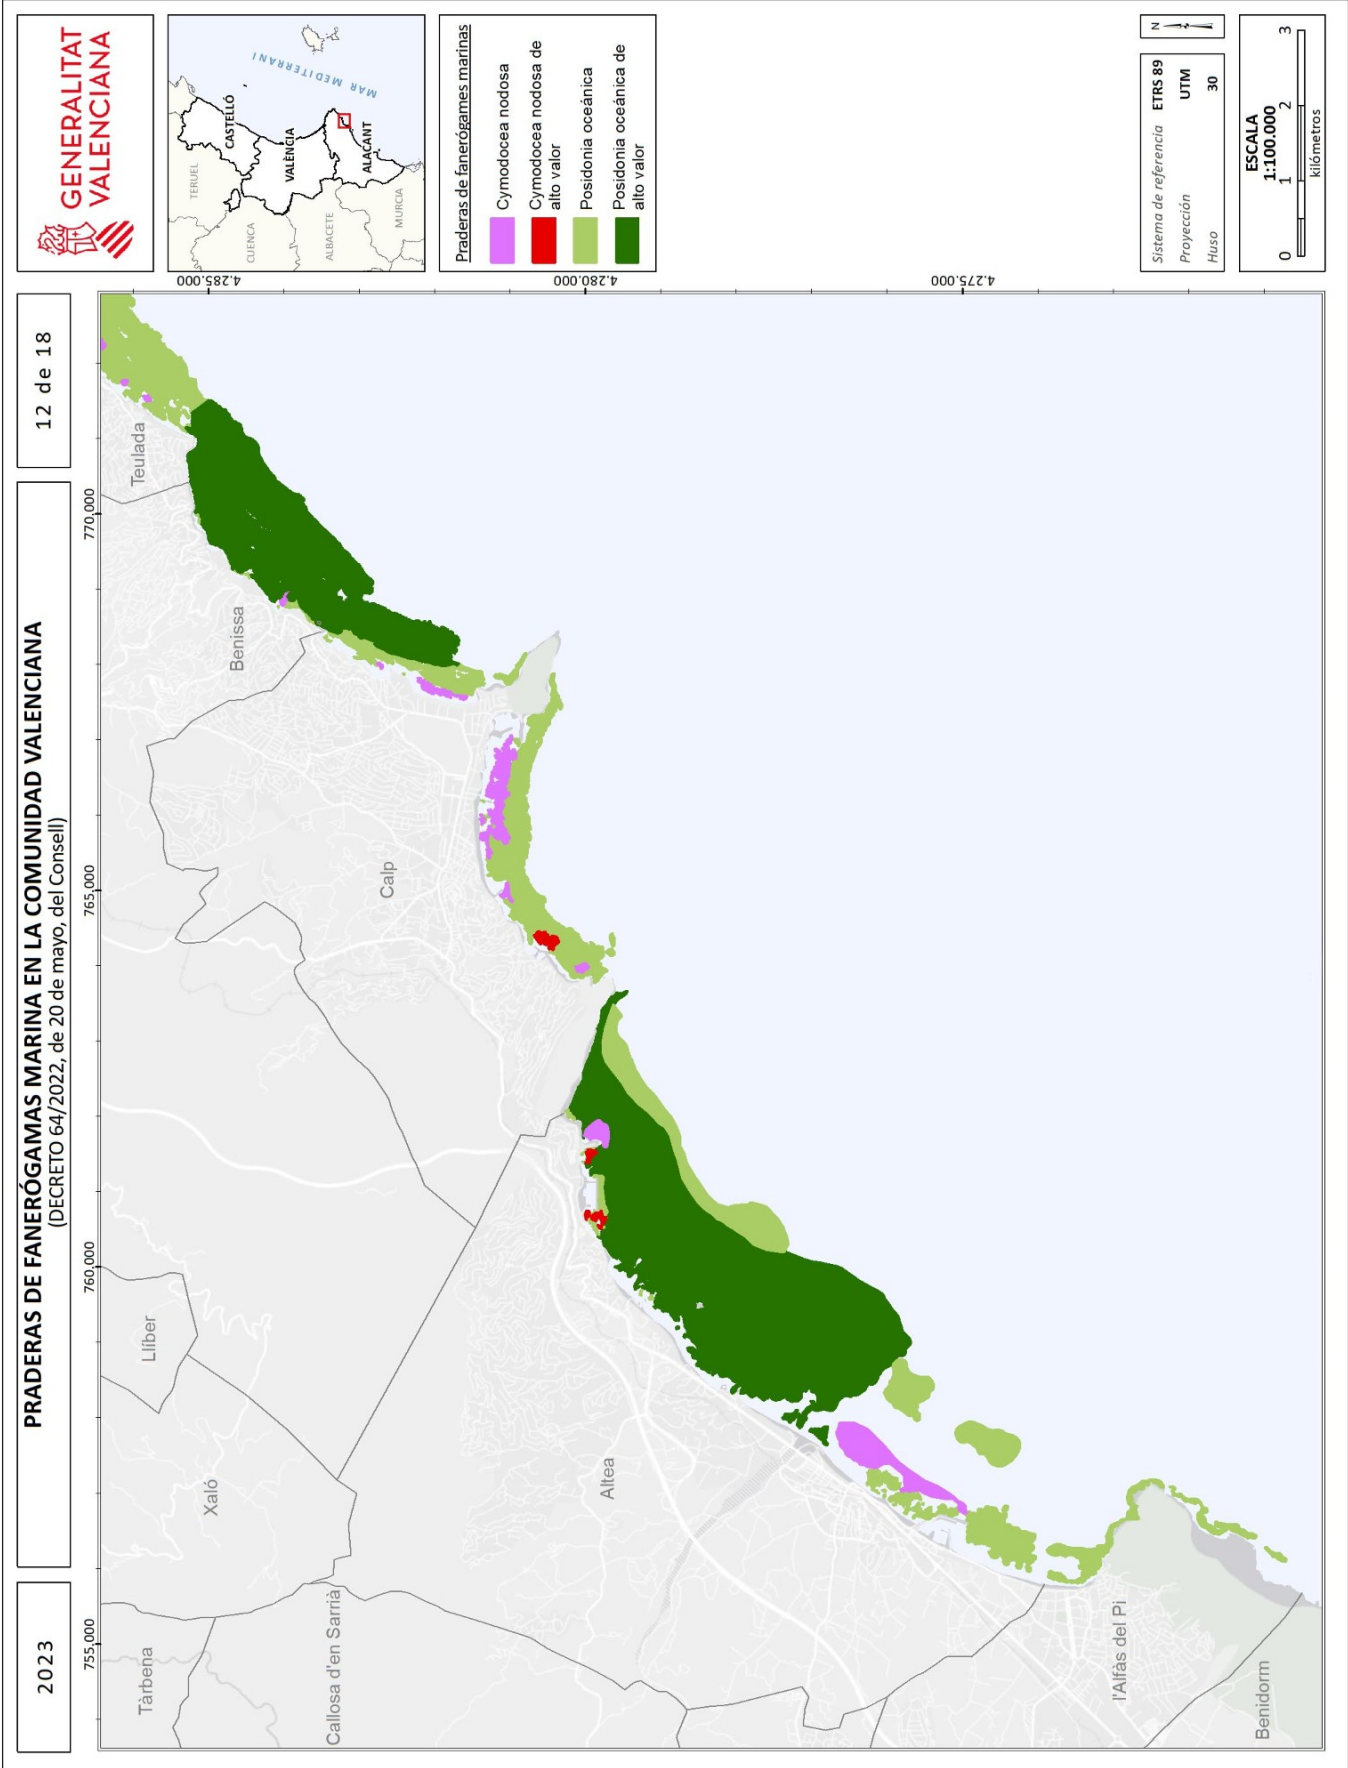 2023
PRADERAS DE FANERÓGAMAS MARINA EN LA COMUNIDAD VALENCIANA
(DECRETO 64/2022, de 20 de mayo, del Consell)
12 de 18
GENERALITAT
VALENCIANA
755.000
760.000
765.000
770.000
4.285.000
4.280.000
4.275.000
Tàrbena
Xaló
Llíber
Benissa
Teulada
Callosa d'en Sarrià
Calp
Altea
l'Alfàs del Pi
Benidorm
TERUEL
CASTELLÓ
CUENCA
VALÈNCIA
ALBACETE
ALACANT
MURCIA
MAR MEDITERRANI
Praderas de fanerógames marinas
Cymodocea nodosa
Cymodocea nodosa de
alto valor
Posidonia oceánica
Posidonia oceánica de
alto valor
Sistema de referencia ETRS 89
Proyección UTM
Huso 30
N
ESCALA
1:100.000
0 1 2 3
kilómetros